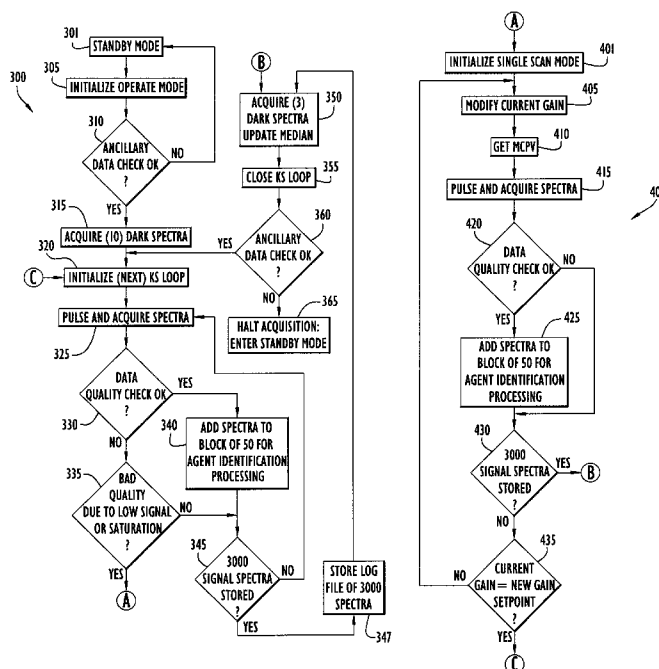 300
301
STANDBY MODE
305
INITIALIZE OPERATE MODE
310
ANCILLARY
DATA CHECK OK
?
NO
YES
315
ACQUIRE (10) DARK SPECTRA
320
C
INITIALIZE (NEXT) KS LOOP
PULSE AND ACQUIRE SPECTRA
325
DATA
QUALITY CHECK OK
?
YES
330
NO
335
BAD
QUALITY
DUE TO LOW SIGNAL
OR SATURATION
?
NO
YES
A
340
ADD SPECTRA TO
BLOCK OF 50 FOR
AGENT IDENTIFICATION
PROCESSING
345
3000
SIGNAL SPECTRA
STORED
?
NO
YES
STORE LOG
FILE OF 3000
SPECTRA
347
B
ACQUIRE (3)
DARK SPECTRA
UPDATE MEDIAN
350
355
CLOSE KS LOOP
360
YES
ANCILLARY
DATA CHECK OK
?
NO
365
HALT ACQUISITION:
ENTER STANDBY MODE
A
401
INITIALIZE SINGLE SCAN MODE
405
MODIFY CURRENT GAIN
410
GET MCPV
415
PULSE AND ACQUIRE SPECTRA
420
DATA
QUALITY CHECK OK
?
NO
YES
425
ADD SPECTRA TO
BLOCK OF 50 FOR
AGENT IDENTIFICATION
PROCESSING
430
3000
SIGNAL SPECTRA
STORED
?
YES
B
NO
435
CURRENT
GAIN = NEW GAIN
SETPOINT
?
NO
YES
C